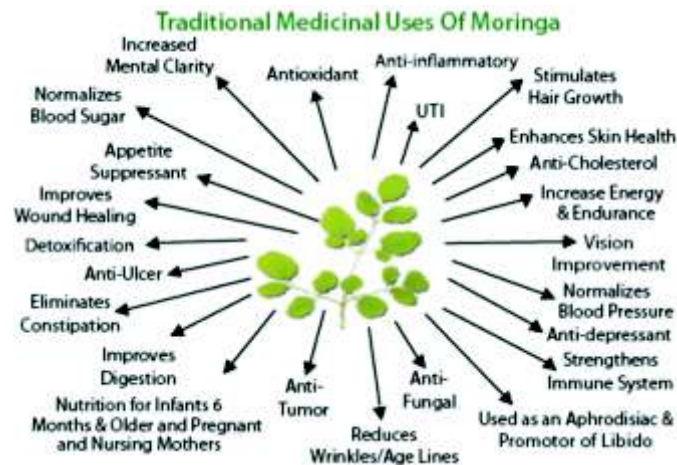 Traditional Medicinal Uses Of Moringa
Increased
Mental Clarity
Antioxidant
Anti-inflammatory
UTI
Stimulates
Hair Growth
Normalizes
Blood Sugar
Enhances Skin Health
Appetite
Suppressant
Anti-Cholesterol
Improves
Wound Healing
Increase Energy
& Endurance
Detoxification
Vision
Improvement
Anti-Ulcer
Normalizes
Blood Pressure
Eliminates
Constipation
Anti-depressant
Improves
Digestion
Strengthens
Immune System
Nutrition for Infants 6
Months & Older and Pregnant
and Nursing Mothers
Anti-
Tumor
Reduces
Wrinkles/Age Lines
Anti-
Fungal
Used as an Aphrodisiac &
Promotor of Libido